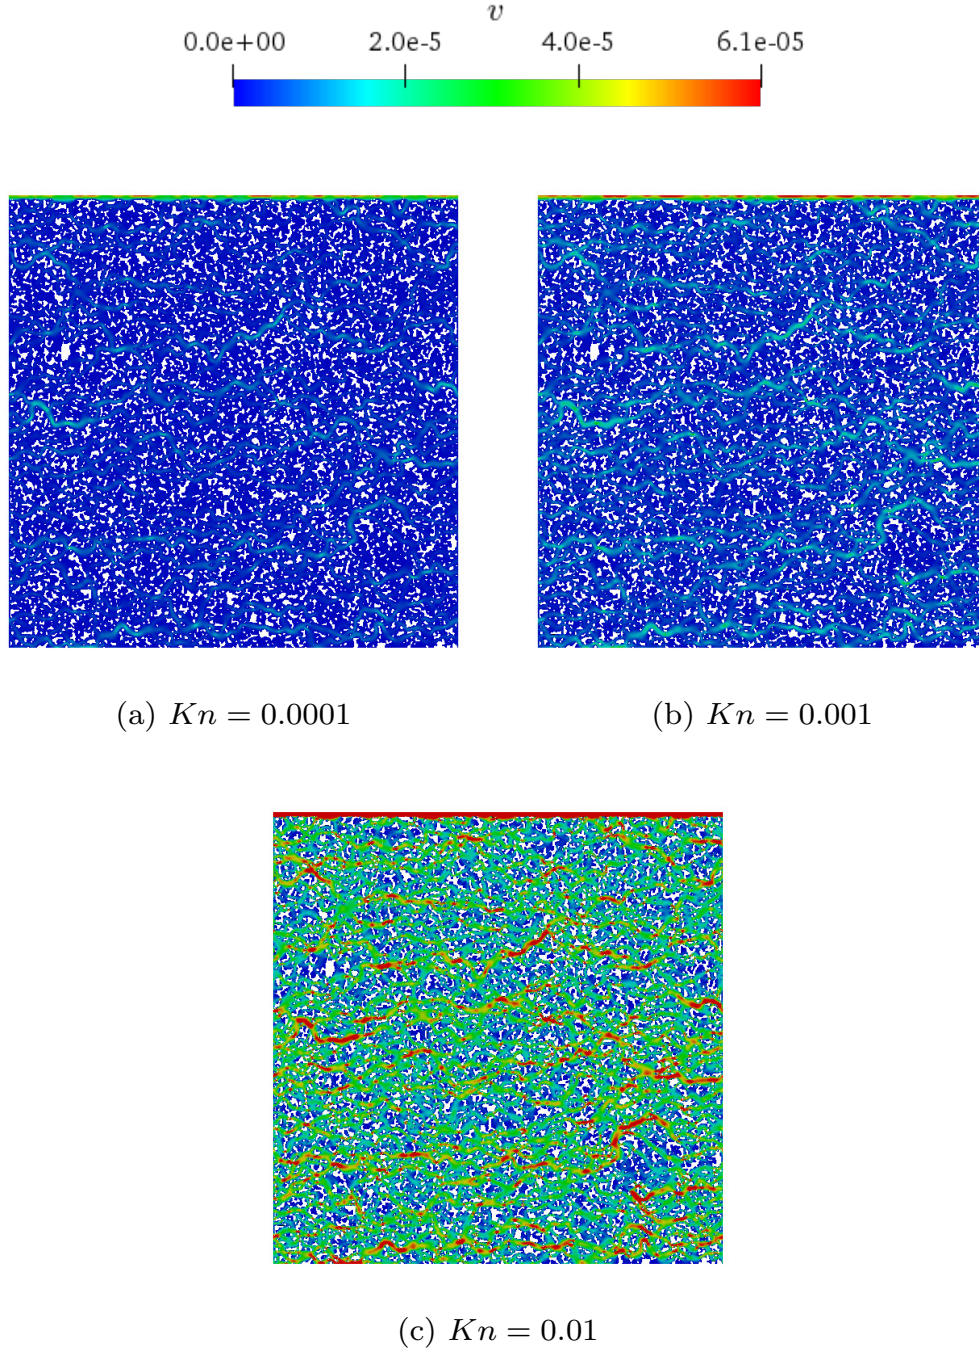 v
0.0e+00 2.0e-5 4.0e-5 6.1e-05
(a) Kn = 0.0001
(b) Kn = 0.001
(c) Kn = 0.01